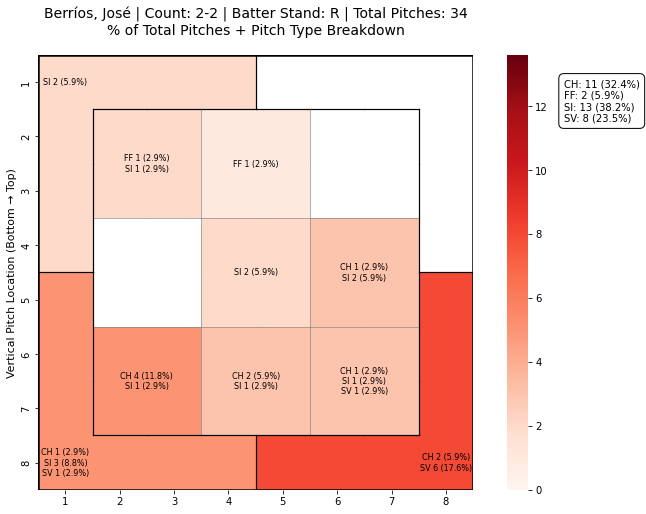 Berríos, José | Count: 2-2 | Batter Stand: R | Total Pitches: 34
% of Total Pitches + Pitch Type Breakdown
CH: 11 (32.4%)
FF: 2 (5.9%)
SI: 13 (38.2%)
SV: 8 (23.5%)
Vertical Pitch Location (Bottom → Top)
1
2
3
4
5
6
7
8
SI 2 (5.9%)
FF 1 (2.9%)
SI 1 (2.9%)
FF 1 (2.9%)
SI 2 (5.9%)
CH 1 (2.9%)
SI 2 (5.9%)
CH 4 (11.8%)
SI 1 (2.9%)
CH 2 (5.9%)
SI 1 (2.9%)
CH 1 (2.9%)
SI 1 (2.9%)
SV 1 (2.9%)
CH 1 (2.9%)
SI 3 (8.8%)
SV 1 (2.9%)
CH 2 (5.9%)
SV 6 (17.6%)
1 2 3 4 5 6 7 8
12
10
8
6
4
2
0